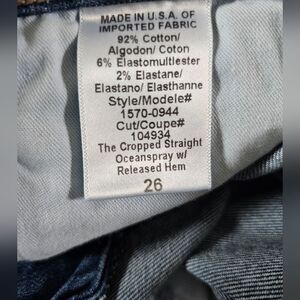 MADE IN U.S.A. OF
IMPORTED FABRIC
92% Cotton/
Algodon/ Coton
6% Elastomultiester
2% Elastane/
Elastano/ Elasthanne
Style/Modele#
1570-0944
Cut/Coupe#
104934
The Cropped Straight
Oceanspray w/
Released Hem
26